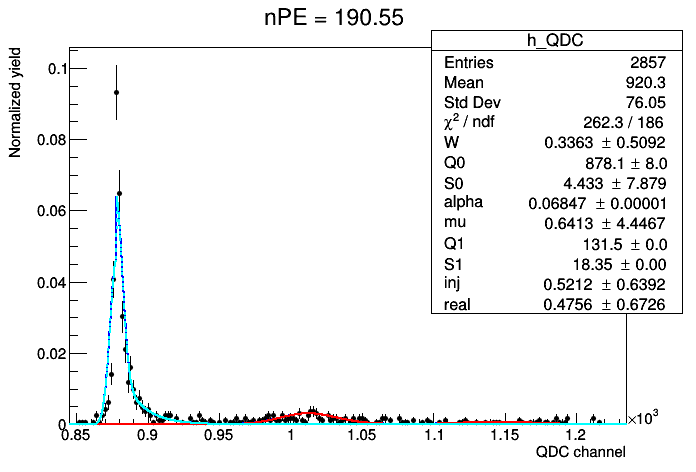 nPE = 190.55
h_QDC
Entries 2857
Mean 920.3
Std Dev 76.05
χ² / ndf 262.3 / 186
W 0.3363 ± 0.5092
Q0 878.1 ± 8.0
S0 4.433 ± 7.879
alpha 0.06847 ± 0.00001
mu 0.6413 ± 4.4467
Q1 131.5 ± 0.0
S1 18.35 ± 0.00
inj 0.5212 ± 0.6392
real 0.4756 ± 0.6726
Normalized yield
0.1
0.08
0.06
0.04
0.02
0
0.85 0.9 0.95 1 1.05 1.1 1.15 1.2
×10³
QDC channel